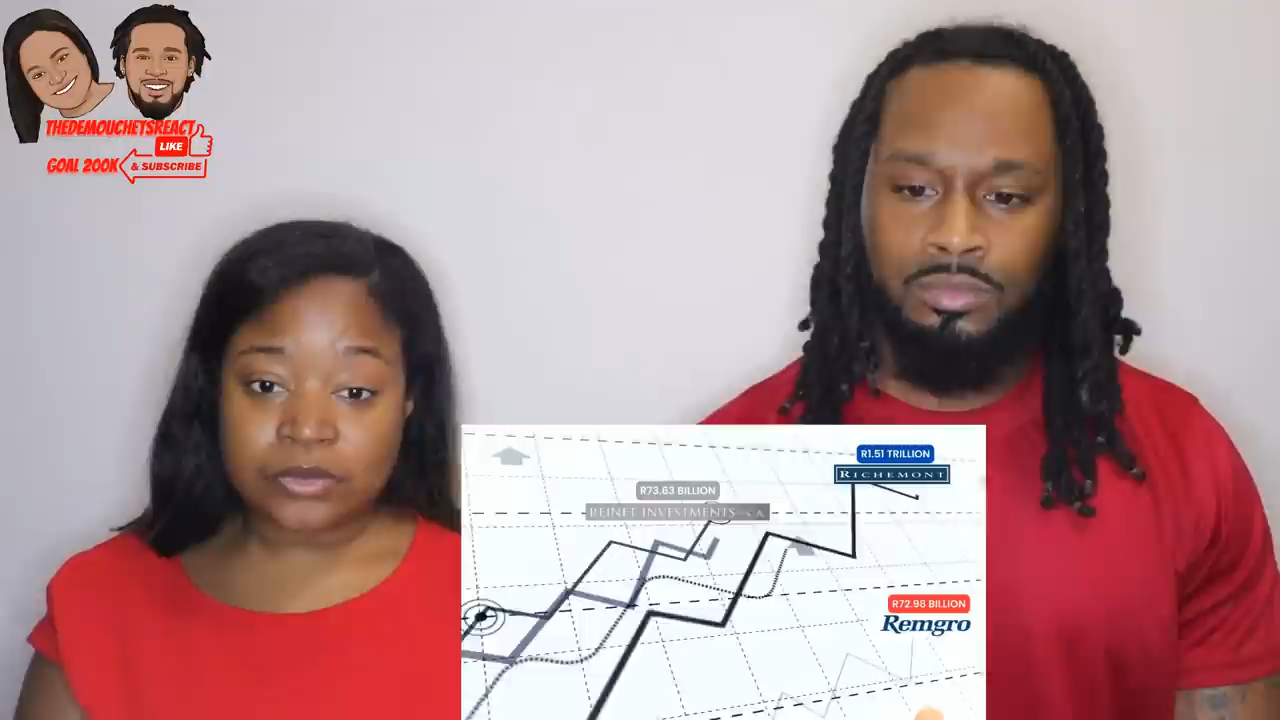 THEDEMOUCHETSREACT
LIKE
GOAL 200K
& SUBSCRIBE
R1.51 TRILLION
RICHEMONT
R73.63 BILLION
REINET INVESTMENTS S.C.A
R72.98 BILLION
Remgro